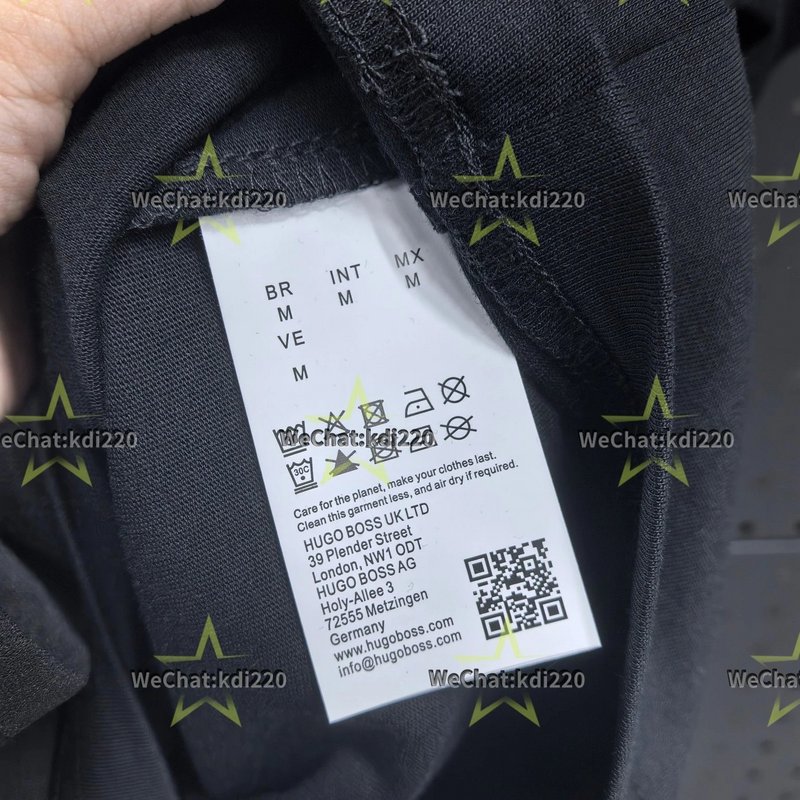 WeChat:kdi220
WeChat:kdi220
WeChat:kdi220
BR INT MX
M M M
VE
M
WeChat:kdi220
WeChat:kdi220
WeChat:kdi220
30C
Care for the planet, make your clothes last.
Clean this garment less, and air dry if required.
HUGO BOSS UK LTD
39 Plender Street
London, NW1 0DT
HUGO BOSS AG
Holy-Allee 3
72555 Metzingen
Germany
www.hugoboss.com
info@hugoboss.com
WeChat:kdi220
WeChat:kdi220
WeChat:kdi220